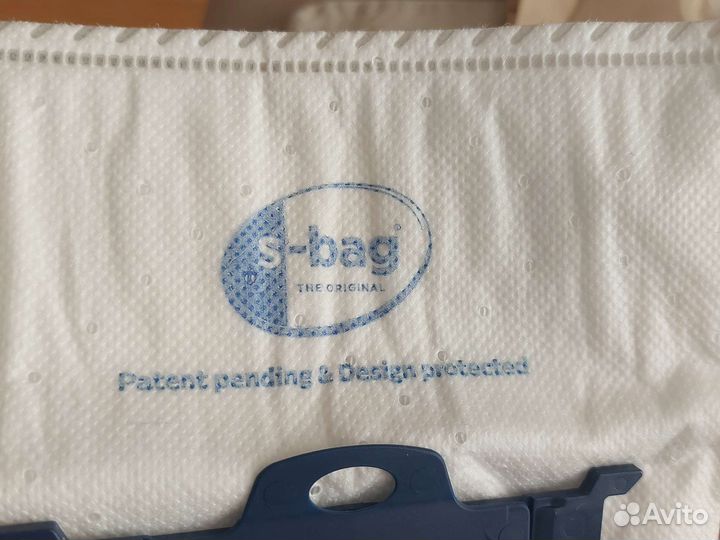 s-bag®
THE ORIGINAL
Patent pending & Design protected
Avito